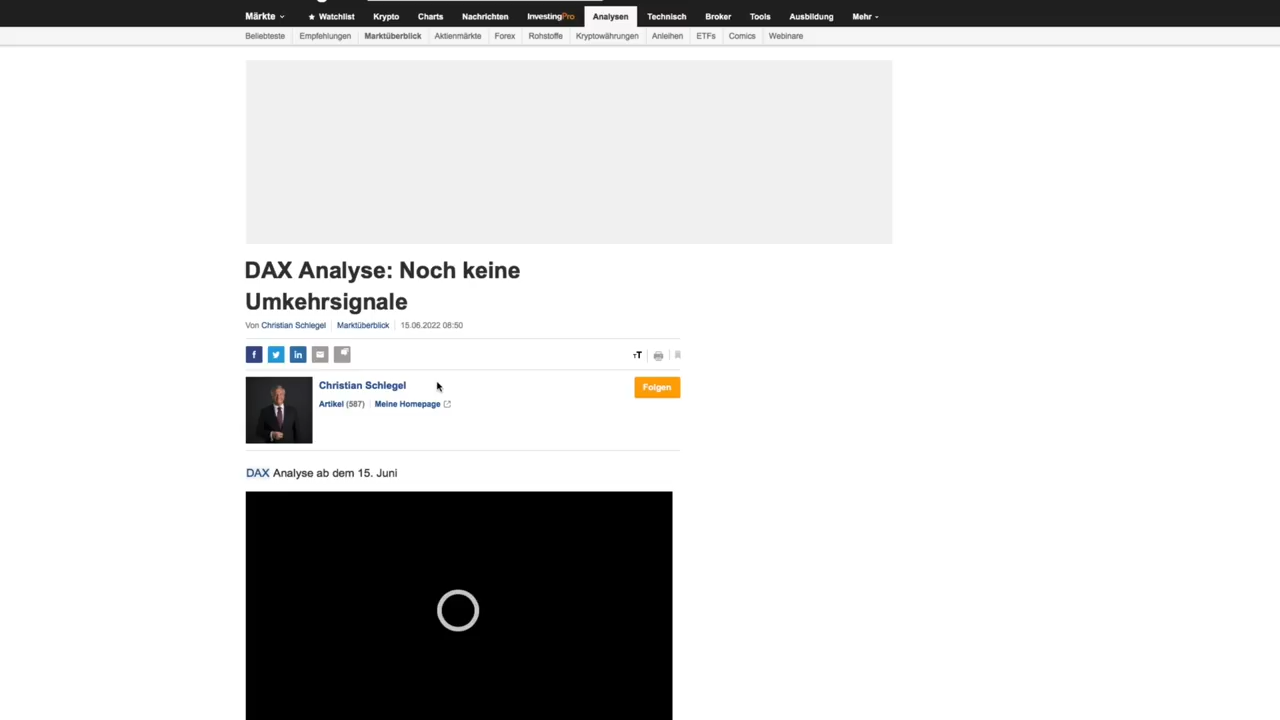 Märkte Watchlist Krypto Charts Nachrichten InvestingPro Analysen Technisch Broker Tools Ausbildung Mehr
Beliebteste Empfehlungen Marktüberblick Aktienmärkte Forex Rohstoffe Kryptowährungen Anleihen ETFs Comics Webinare
DAX Analyse: Noch keine
Umkehrsignale
Von Christian Schlegel Marktüberblick 15.06.2022 08:50
f in TT
Christian Schlegel Folgen
Artikel (587) Meine Homepage
DAX Analyse ab dem 15. Juni